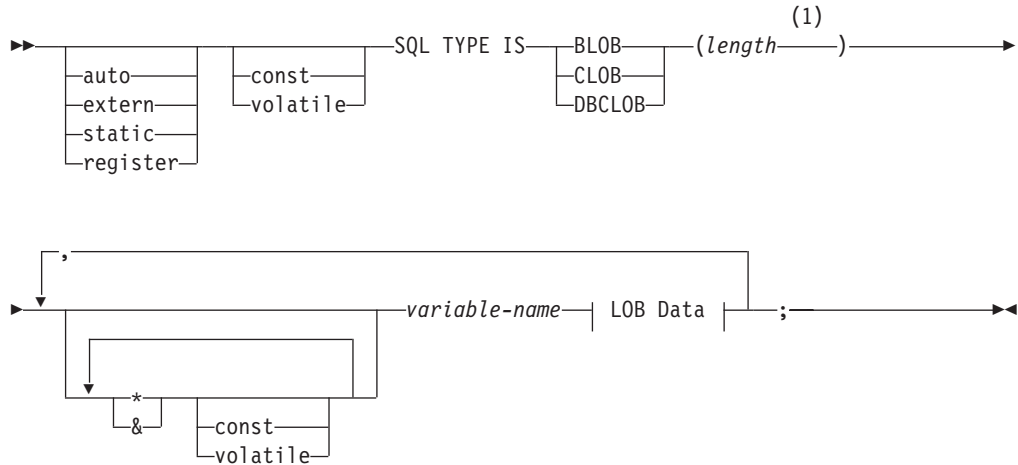 (1)
SQL TYPE IS BLOB (length )
auto const CLOB
extern volatile DBCLOB
static
register
,
variable-name LOB Data ;
*
& const
volatile